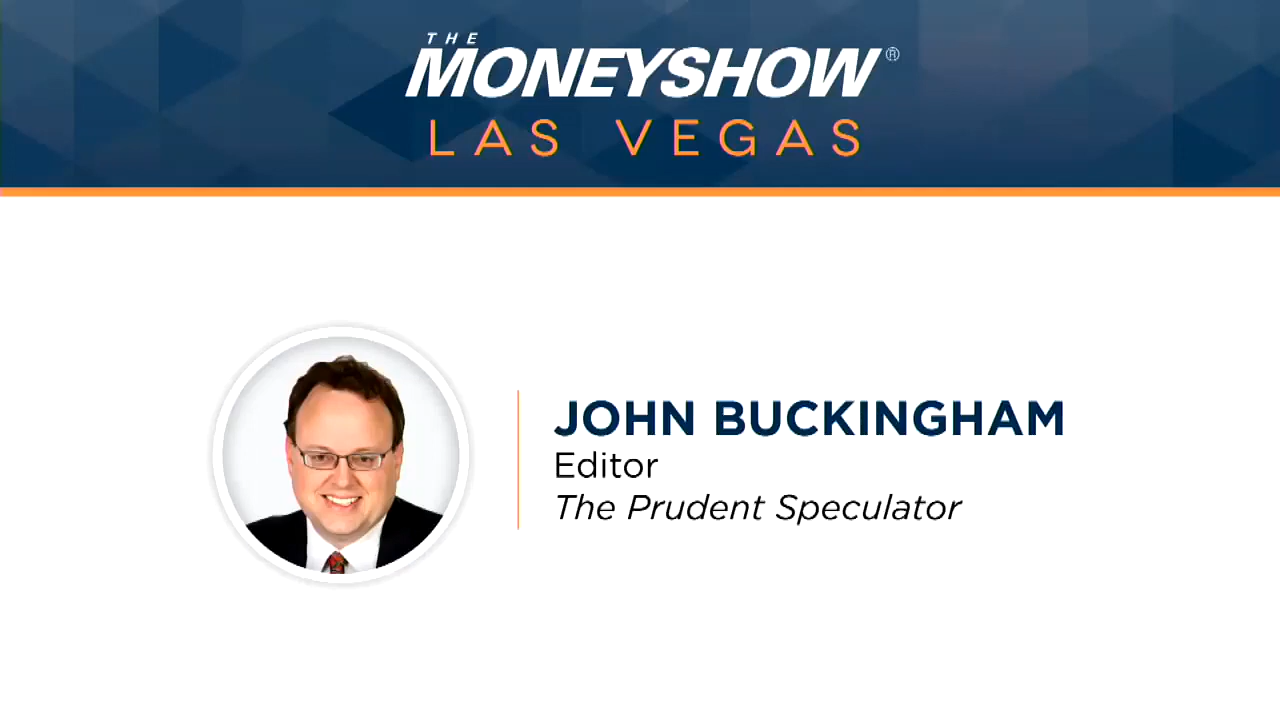 THE
MONEYSHOW®
LAS VEGAS
JOHN BUCKINGHAM
Editor
The Prudent Speculator